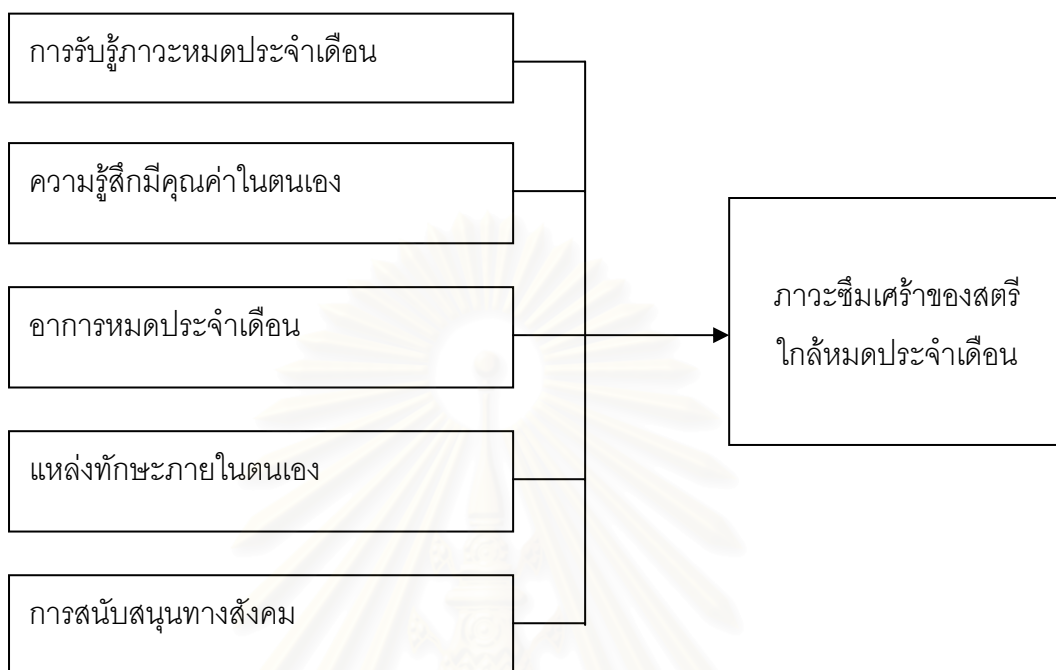 การรับรู้ภาวะหมดประจำเดือน
ความรู้สึกมีคุณค่าในตนเอง
อาการหมดประจำเดือน
แหล่งทักษะภายในตนเอง
การสนับสนุนทางสังคม
ภาวะซึมเศร้าของสตรี
ใกล้หมดประจำเดือน